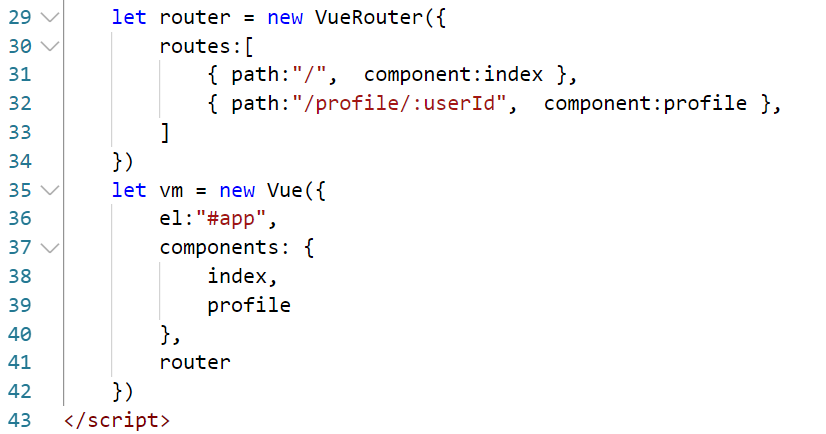 29 let router = new VueRouter({
30 routes:[
31 { path:"/",  component:index },
32 { path:"/profile/:userId",  component:profile },
33 ]
34 })
35 let vm = new Vue({
36 el:"#app",
37 components: {
38 index,
39 profile
40 },
41 router
42 })
43 </script>